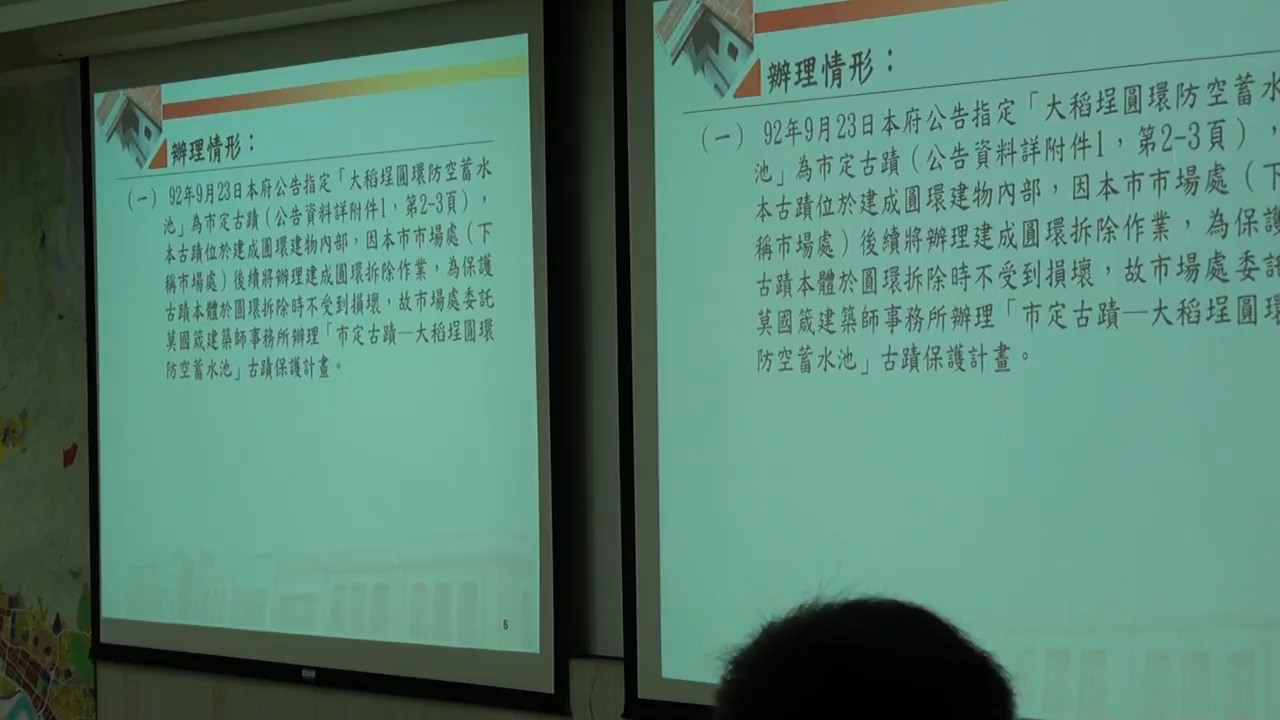 辦理情形：
（一） 92年9月23日本府公告指定「大稻埕圓環防空蓄水
池」為市定古蹟（公告資料詳附件1，第2-3頁），
本古蹟位於建成圓環建物內部，因本市市場處（下
稱市場處）後續將辦理建成圓環拆除作業，為保護
古蹟本體於圓環拆除時不受到損壞，故市場處委託
莫國箴建築師事務所辦理「市定古蹟—大稻埕圓環
防空蓄水池」古蹟保護計畫。
6
辦理情形：
（一） 92年9月23日本府公告指定「大稻埕圓環防空蓄水
池」為市定古蹟（公告資料詳附件1，第2-3頁），
本古蹟位於建成圓環建物內部，因本市市場處（下
稱市場處）後續將辦理建成圓環拆除作業，為保護
古蹟本體於圓環拆除時不受到損壞，故市場處委託
莫國箴建築師事務所辦理「市定古蹟—大稻埕圓環
防空蓄水池」古蹟保護計畫。